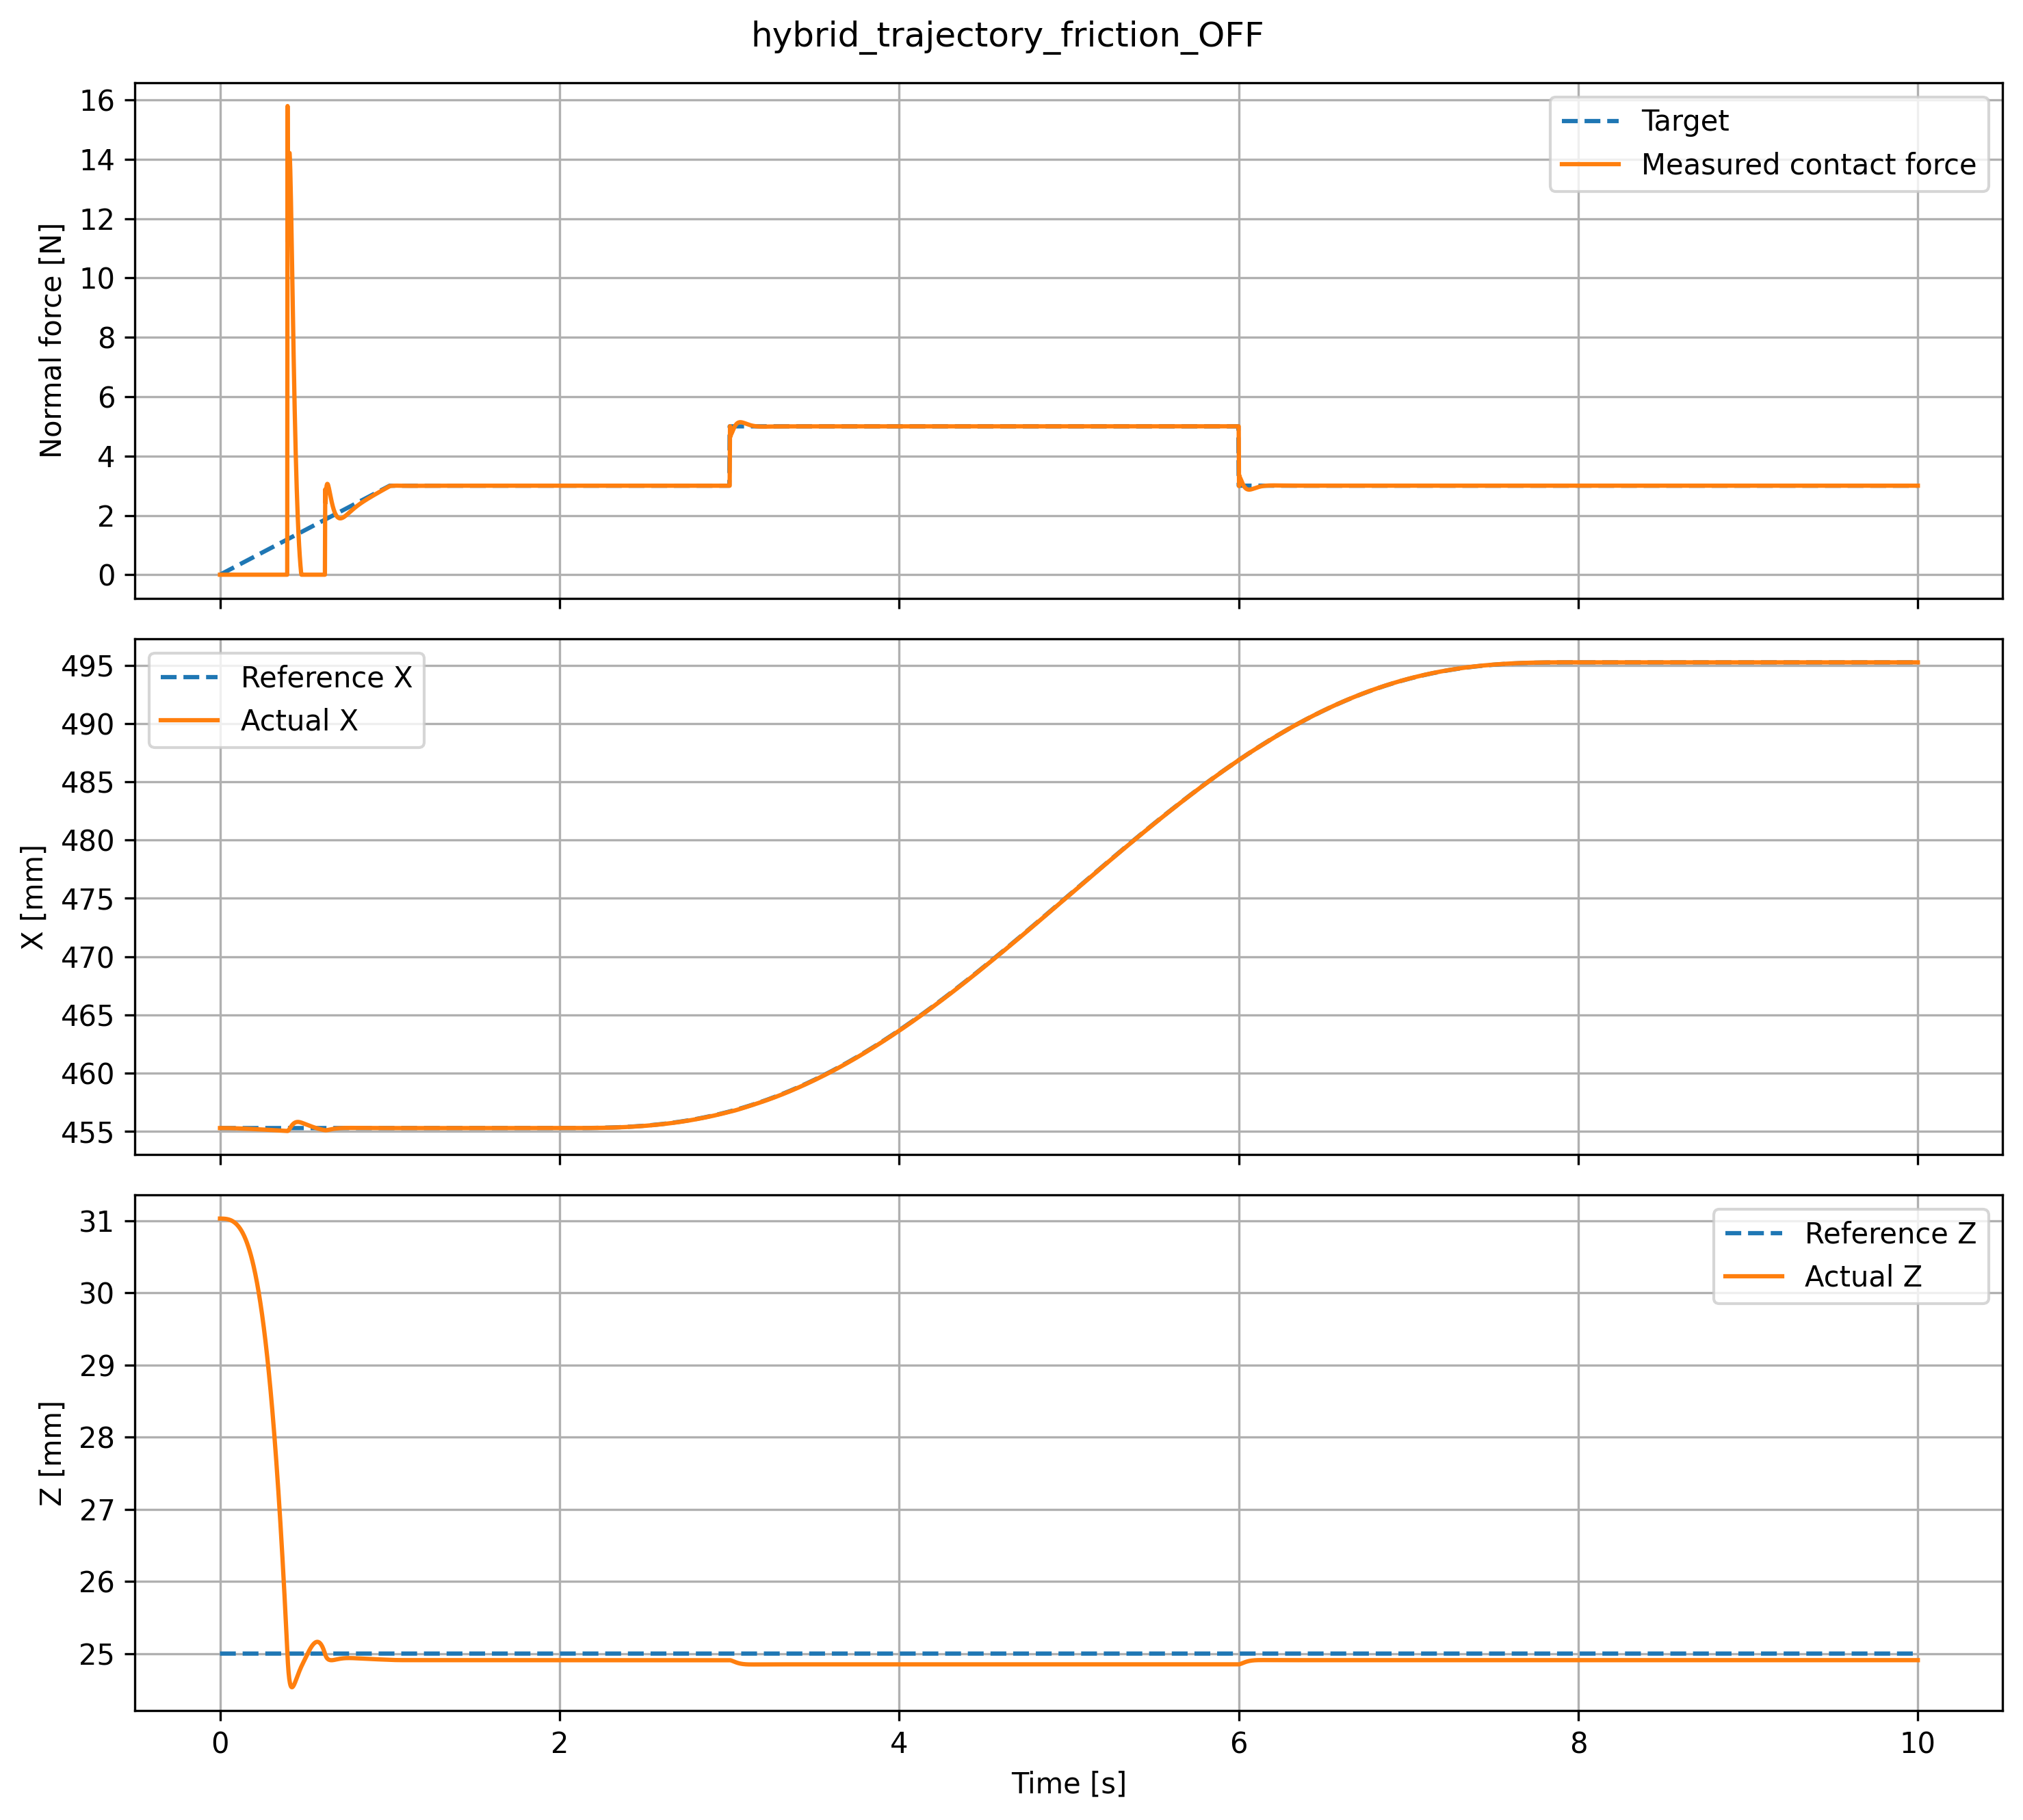 hybrid_trajectory_friction_OFF
16
14
12
10
8
6
4
2
0
Normal force [N]
Target
Measured contact force
495
490
485
480
475
470
465
460
455
X [mm]
Reference X
Actual X
31
30
29
28
27
26
25
Z [mm]
Reference Z
Actual Z
0 2 4 6 8 10
Time [s]